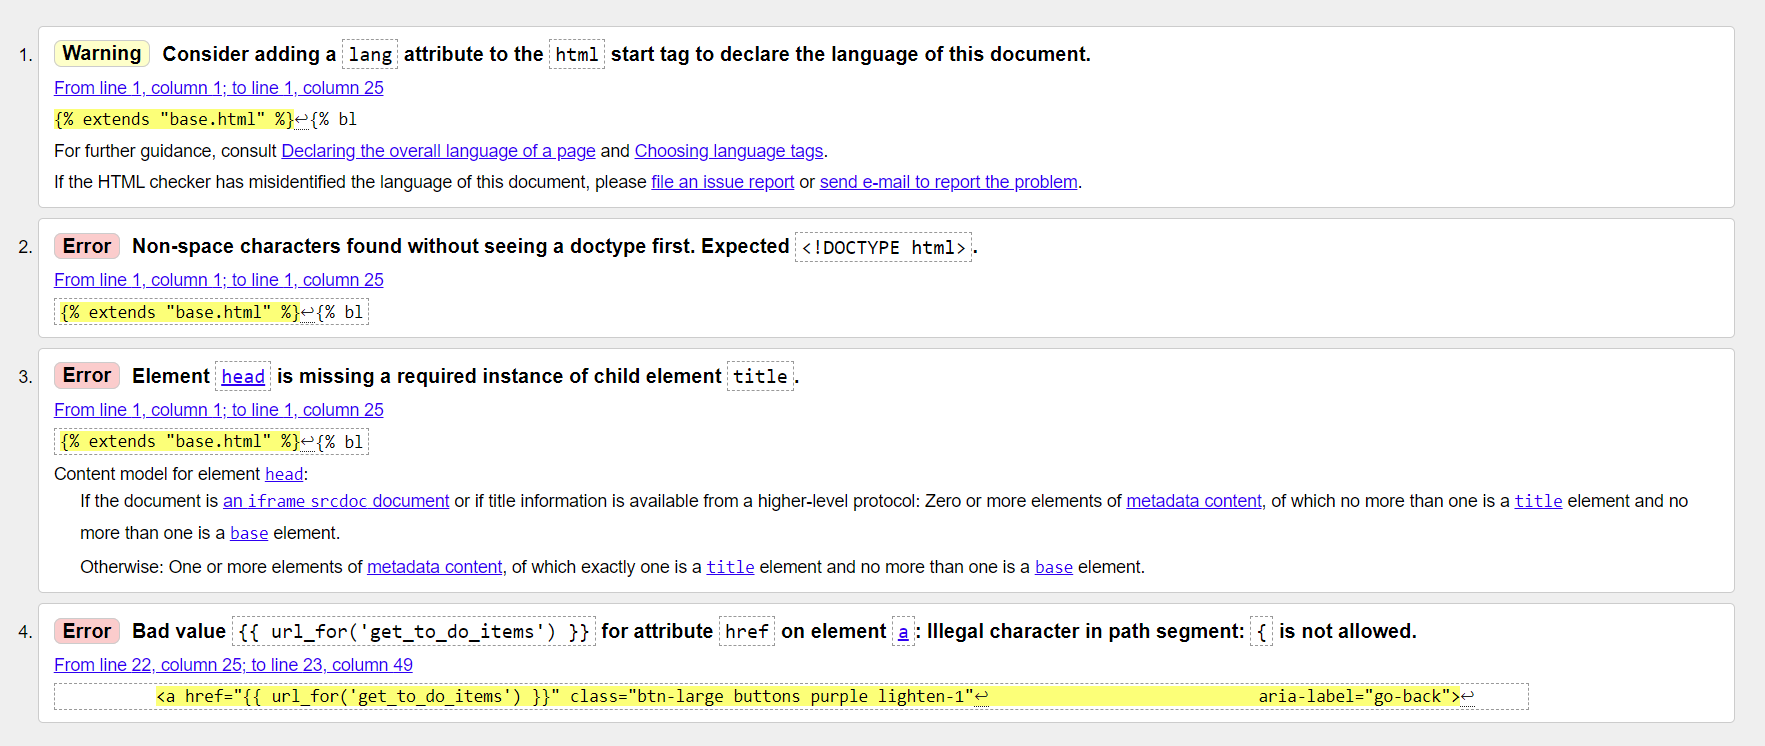 1. Warning Consider adding a lang attribute to the html start tag to declare the language of this document.
From line 1, column 1; to line 1, column 25
{% extends "base.html" %}↩{% bl
For further guidance, consult Declaring the overall language of a page and Choosing language tags.
If the HTML checker has misidentified the language of this document, please file an issue report or send e-mail to report the problem.
2. Error Non-space characters found without seeing a doctype first. Expected <!DOCTYPE html>.
From line 1, column 1; to line 1, column 25
{% extends "base.html" %}↩{% bl
3. Error Element head is missing a required instance of child element title.
From line 1, column 1; to line 1, column 25
{% extends "base.html" %}↩{% bl
Content model for element head:
If the document is an iframe srcdoc document or if title information is available from a higher-level protocol: Zero or more elements of metadata content, of which no more than one is a title element and no
more than one is a base element.
Otherwise: One or more elements of metadata content, of which exactly one is a title element and no more than one is a base element.
4. Error Bad value {{ url_for('get_to_do_items') }} for attribute href on element a: Illegal character in path segment: { is not allowed.
From line 22, column 25; to line 23, column 49
<a href="{{ url_for('get_to_do_items') }}" class="btn-large buttons purple lighten-1"↩ aria-label="go-back">↩